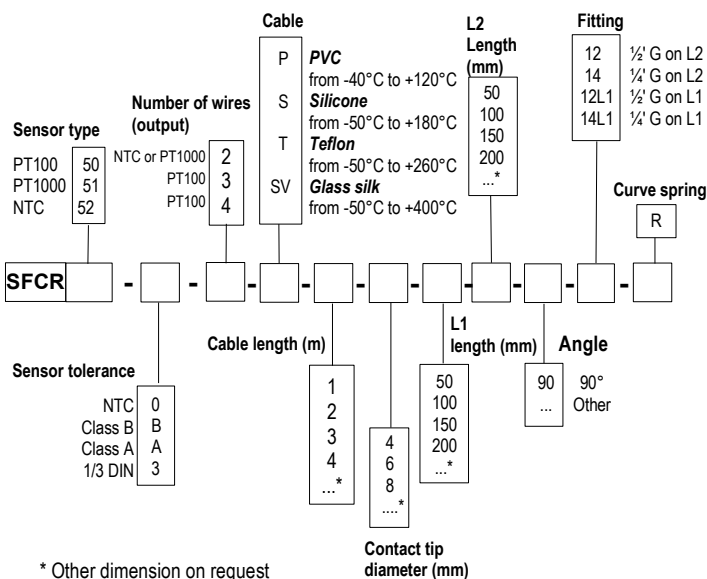 Cable
P PVC
from -40°C to +120°C
S Silicone
from -50°C to +180°C
T Teflon
from -50°C to +260°C
SV Glass silk
from -50°C to +400°C
L2
Length
(mm)
50
100
150
200
...*
Fitting
12 ½' G on L2
14 ¼' G on L2
12L1 ½' G on L1
14L1 ¼' G on L1
Number of wires
(output)
NTC or PT1000 2
PT100 3
PT100 4
Sensor type
PT100 50
PT1000 51
NTC 52
Curve spring
R
SFCR - - - - - - - - - -
Sensor tolerance
NTC 0
Class B B
Class A A
1/3 DIN 3
Cable length (m)
1
2
3
4
...*
4
6
8
....*
Contact tip
diameter (mm)
L1
length (mm)
50
100
150
200
...*
Angle
90 90°
... Other
* Other dimension on request